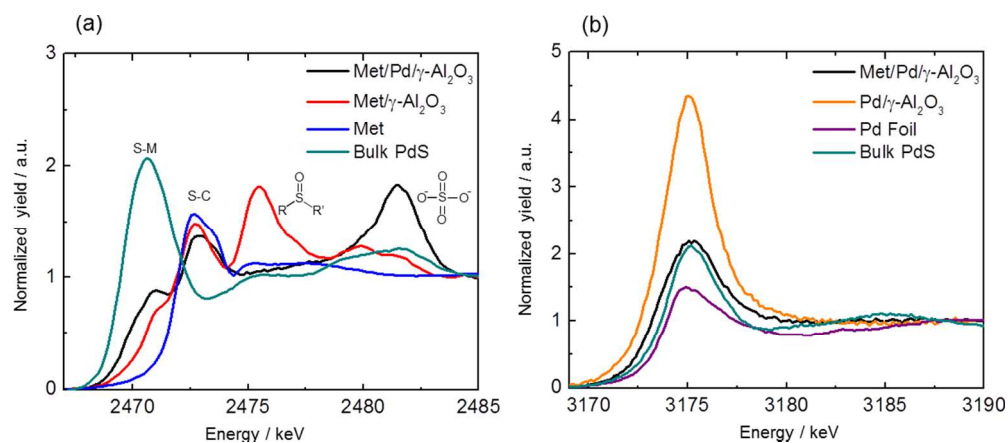 (a)
3
2
1
0
Normalized yield / a.u.
Met/Pd/γ-Al₂O₃
Met/γ-Al₂O₃
Met
Bulk PdS
S-M
S-C
O
S
R R'
O
O⁻ S O⁻
O
2470 2475 2480 2485
Energy / keV
(b)
5
4
3
2
1
0
Normalized yield / a.u.
Met/Pd/γ-Al₂O₃
Pd/γ-Al₂O₃
Pd Foil
Bulk PdS
3170 3175 3180 3185 3190
Energy / keV